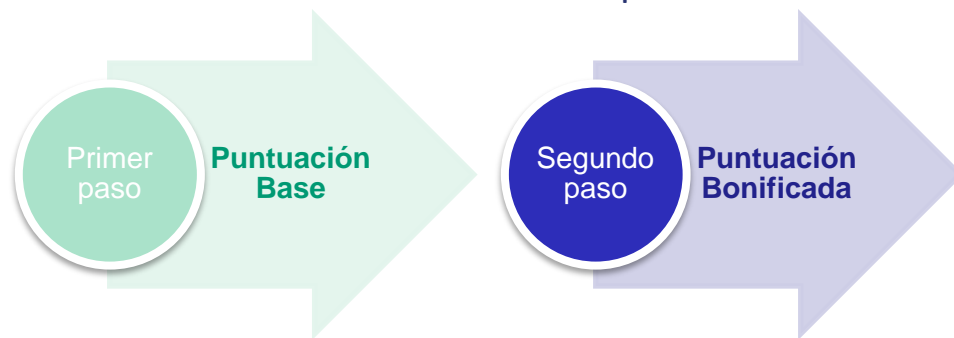 Primer
paso
Puntuación
Base
Segundo
paso
Puntuación
Bonificada